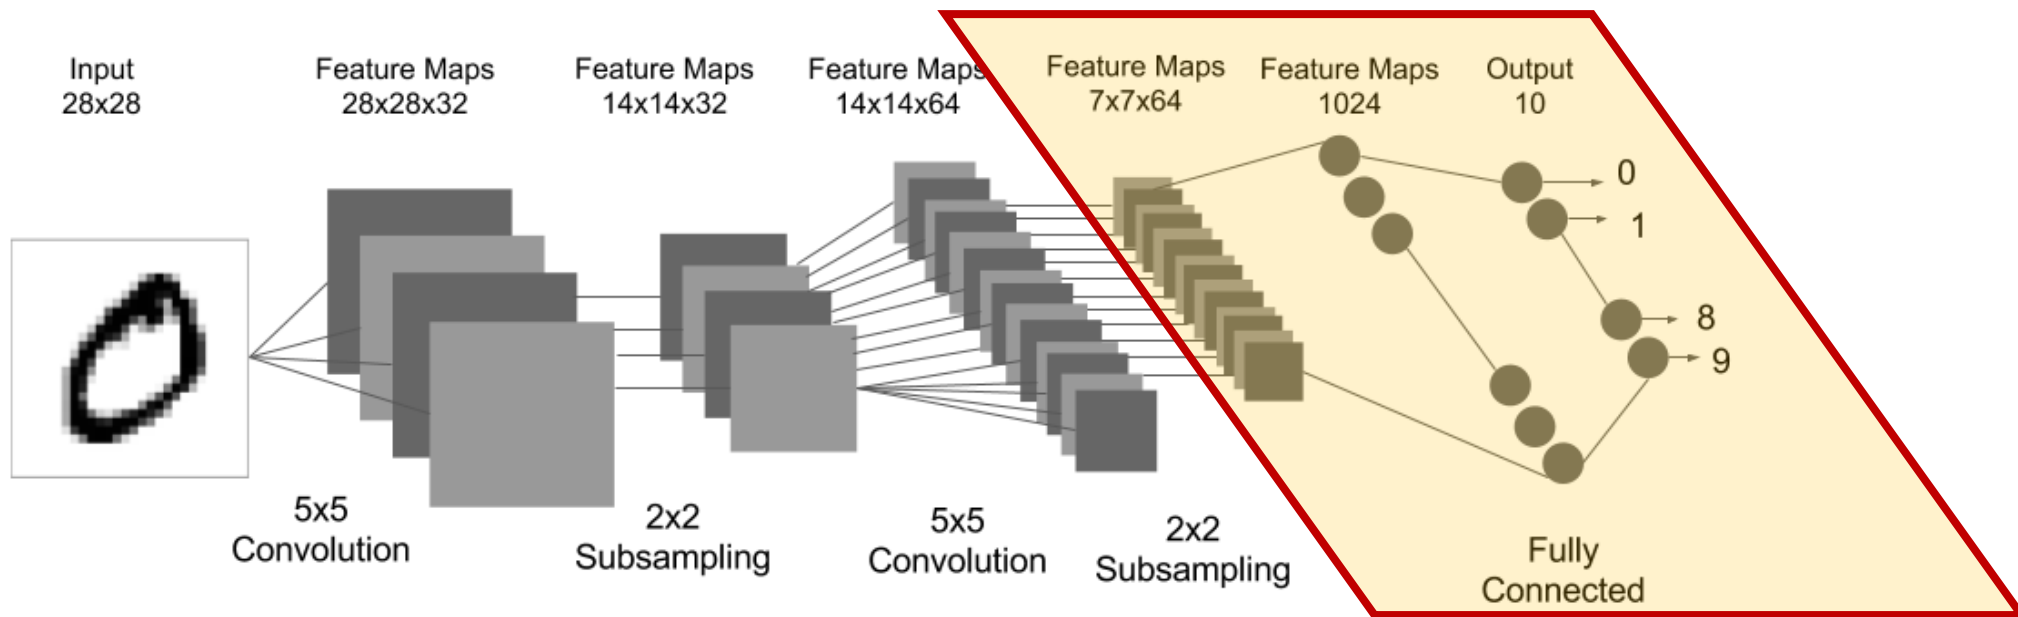 Input
28x28
Feature Maps
28x28x32
Feature Maps
14x14x32
Feature Maps
14x14x64
Feature Maps
7x7x64
Feature Maps
1024
Output
10
0
1
8
9
5x5
Convolution
2x2
Subsampling
5x5
Convolution
2x2
Subsampling
Fully
Connected